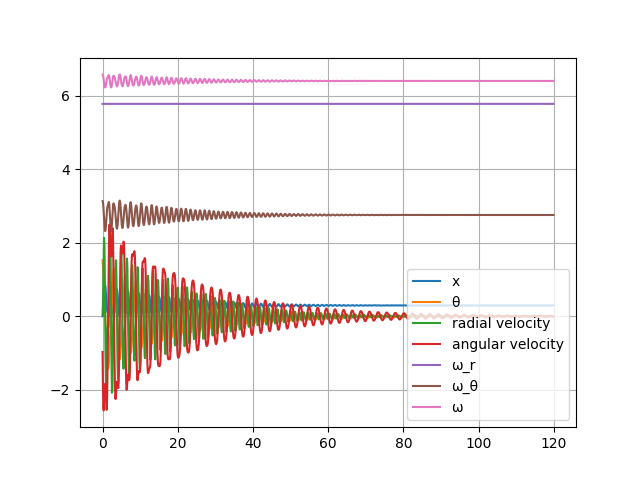 6
4
2
0
−2
0
20
40
60
80
100
120
x
θ
radial velocity
angular velocity
ω_r
ω_θ
ω